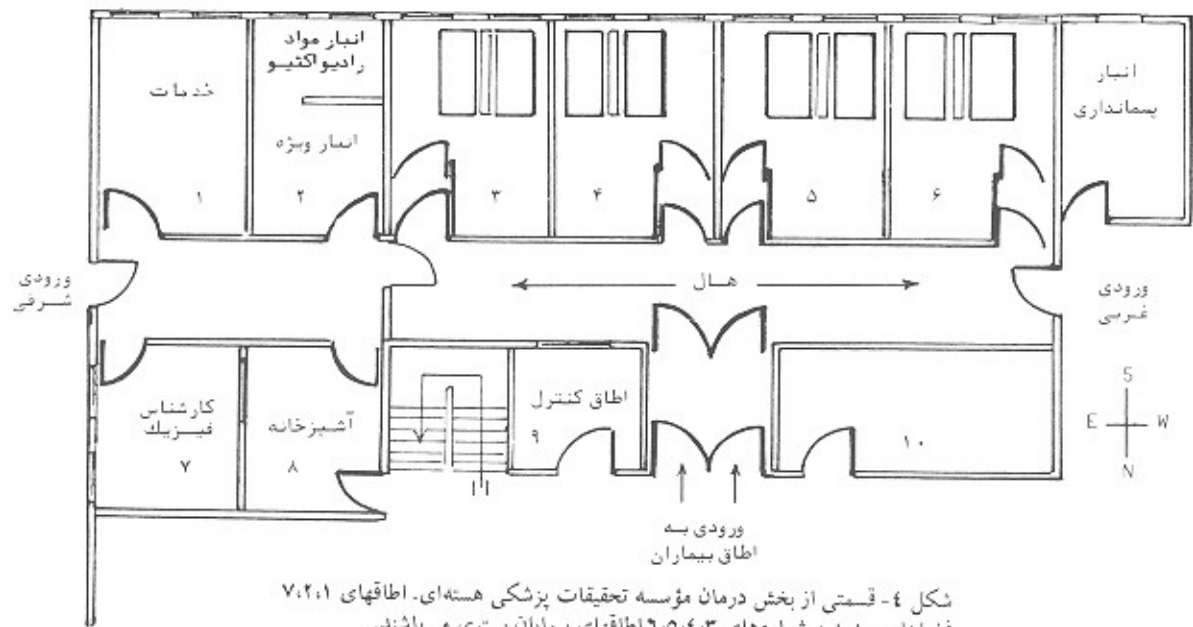 انبار مواد
رادیواکتیو
خدمات
انبار ویژه
۱
۲
۳
۴
۵
۶
انبار
پسمانداری
ورودی
شرقی
هال
ورودی
غربی
کارشناس
فیزیک
۷
آشپزخانه
۸
اطاق کنترل
۹
۱۰
S
E
W
N
ورودی به
اطاق بیماران
شکل ٤- قسمتی از بخش درمان مؤسسه تحقیقات پزشکی هسته‌ای. اطاقهای ۷،۲،۱